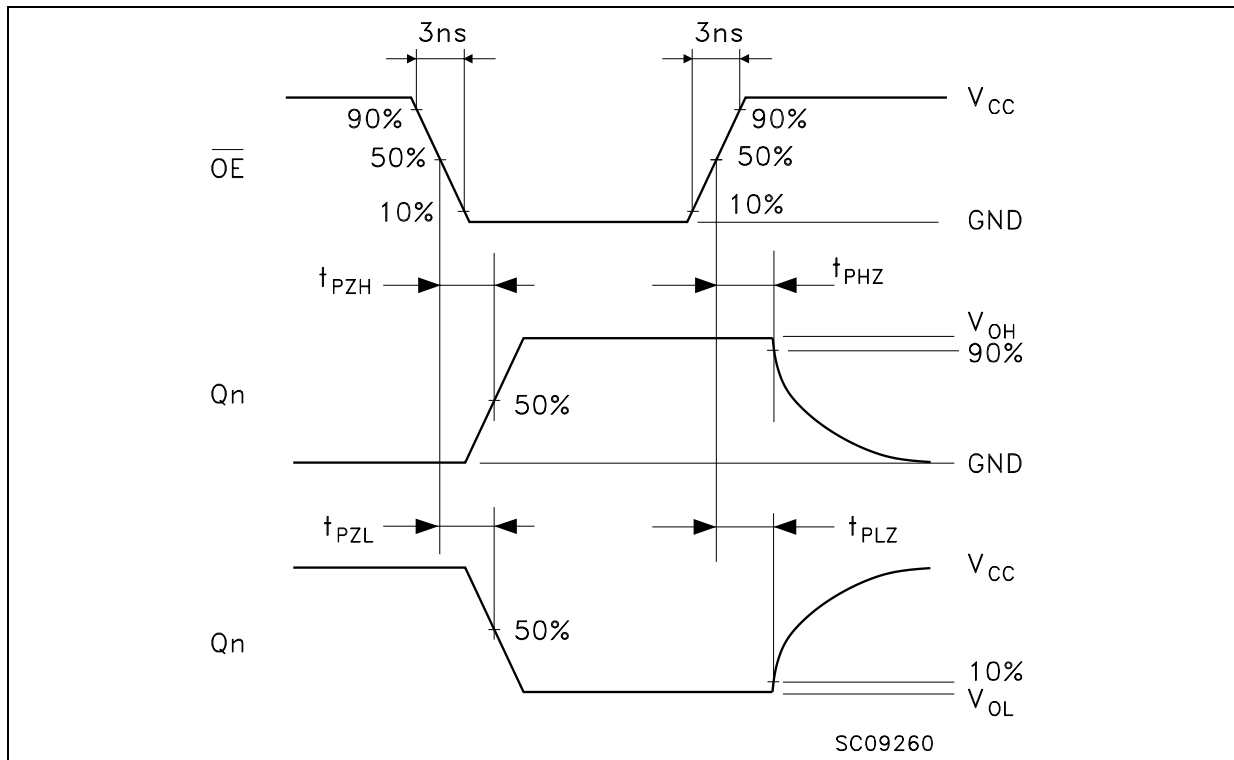 3ns 3ns
V_CC
90% 90%
50% 50%
OE
10% 10%
GND
t_PZH t_PHZ
V_OH
90%
Qn
50%
GND
t_PZL t_PLZ
V_CC
50%
Qn
10%
V_OL
SC09260